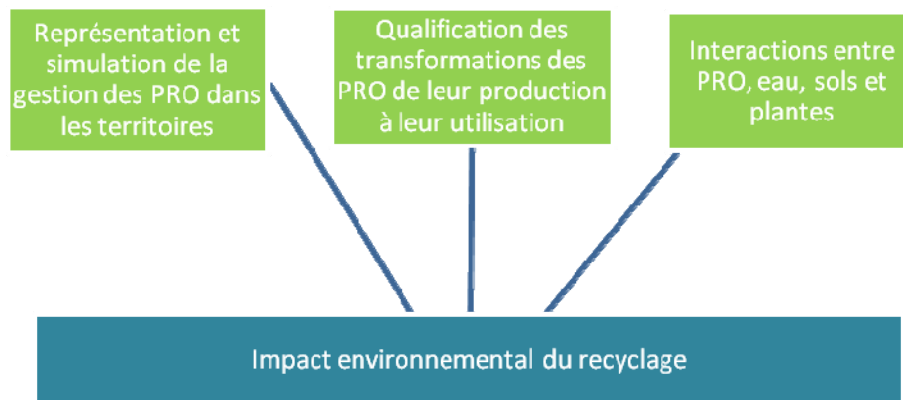 Représentation et
simulation de la
gestion des PRO dans
les territoires
Qualification des
transformations des
PRO de leur production
à leur utilisation
Interactions entre
PRO, eau, sols et
plantes
Impact environnemental du recyclage